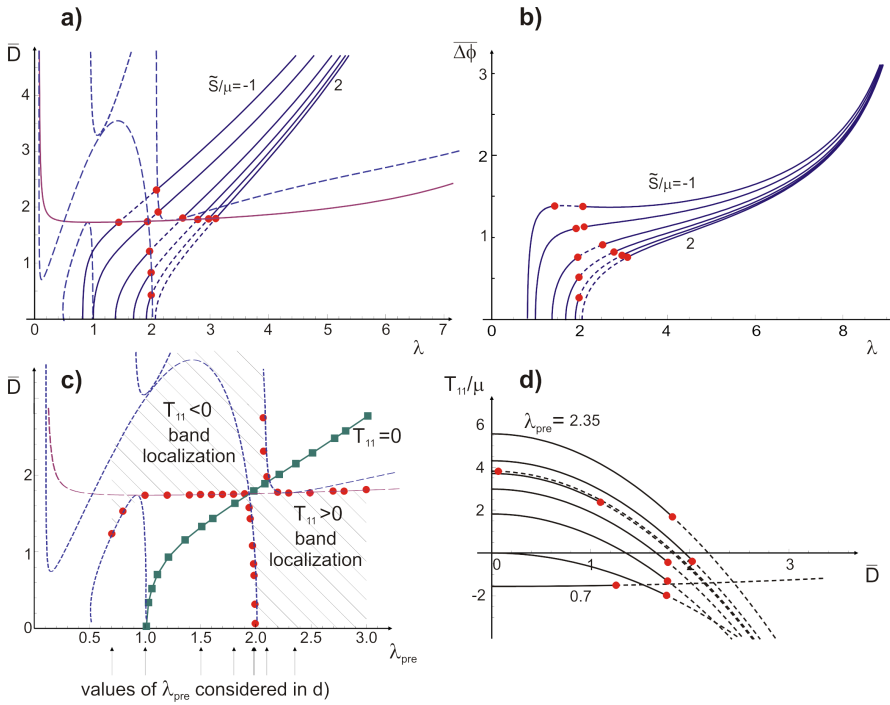 a)
D̄
S̃/μ=-1
2
4
3
2
1
0 1 2 3 4 5 6 7
λ
b)
Δϕ
3
2
1
S̃/μ=-1
2
0 2 4 6 8
λ
c)
D̄
T₁₁<0
band
localization
T₁₁=0
T₁₁>0
band
localization
2
1
0
0.5 1.0 1.5 2.0 2.5 3.0
λpre
values of λpre considered in d)
d)
T₁₁/μ
λpre= 2.35
6
4
2
0 1 2 3
D̄
0.7
-2